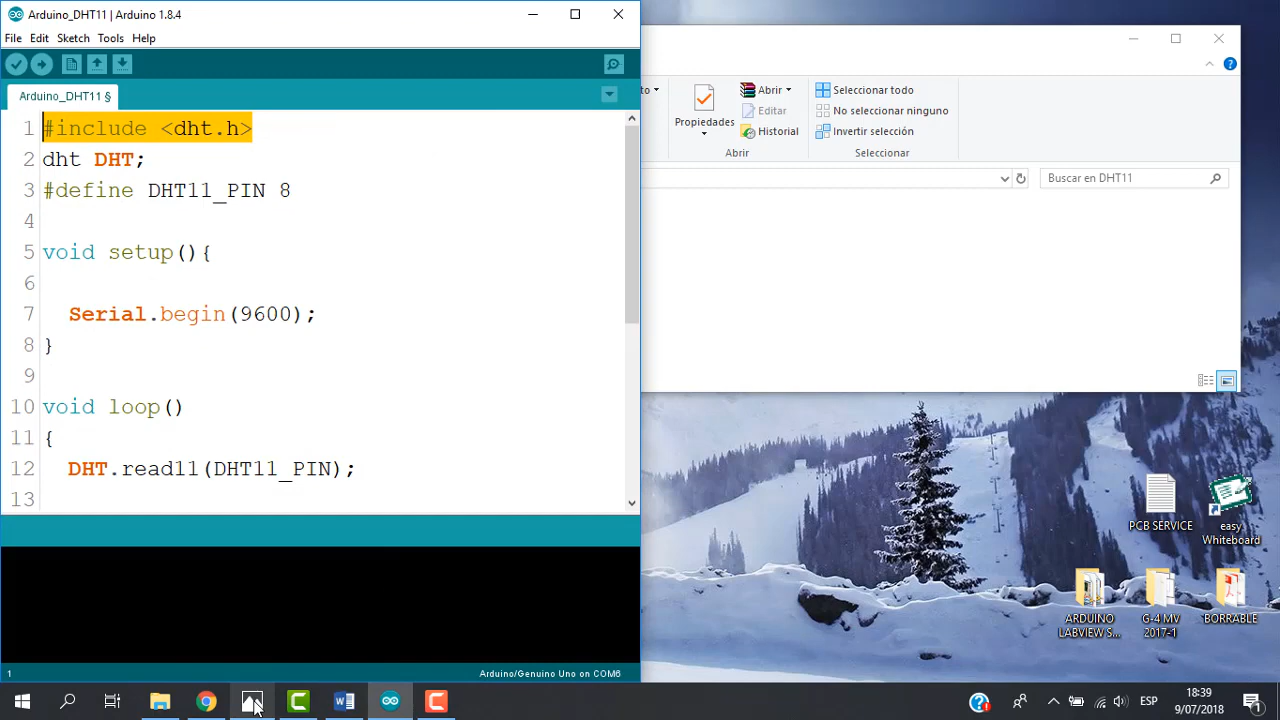 Arduino_DHT11 | Arduino 1.8.4
File Edit Sketch Tools Help
Arduino_DHT11 §
1 #include <dht.h>
2 dht DHT;
3 #define DHT11_PIN 8
4
5 void setup(){
6
7 Serial.begin(9600);
8 }
9
10 void loop()
11 {
12 DHT.read11(DHT11_PIN);
13
1 Arduino/Genuino Uno on COM6
to
Propiedades
Abrir
Editar
Historial
Abrir
Seleccionar todo
No seleccionar ninguno
Invertir selección
Seleccionar
Buscar en DHT11
PCB SERVICE
easy
Whiteboard
ARDUINO
LABVIEW S...
G-4 MV
2017-1
BORRABLE
ESP
18:39
9/07/2018
1